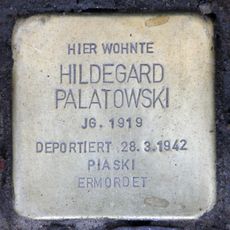 HIER WOHNTE
HILDEGARD
PALATOWSKI
JG. 1919
DEPORTIERT 28.3.1942
PIASKI
ERMORDET